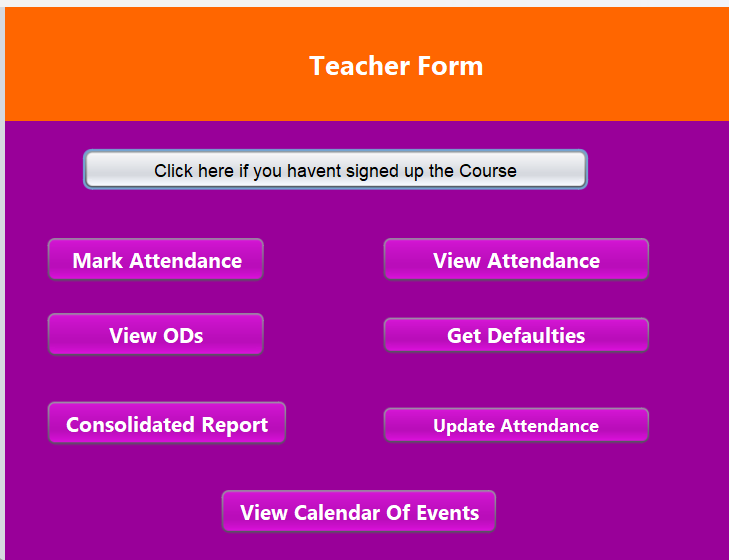 Teacher Form
Click here if you havent signed up the Course
Mark Attendance
View Attendance
View ODs
Get Defaulties
Consolidated Report
Update Attendance
View Calendar Of Events